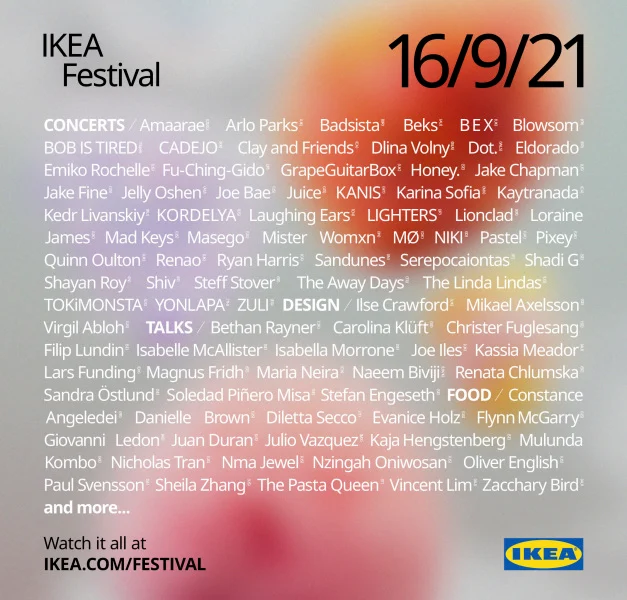 IKEA
Festival
16/9/21
CONCERTS / Amaarae Arlo Parks Badsista Beks BEX Blowsom
BOB IS TIRED CADEJO Clay and Friends Dlina Volny Dot. Eldorado
Emiko Rochelle Fu-Ching-Gido GrapeGuitarBox Honey. Jake Chapman
Jake Fine Jelly Oshen Joe Bae Juice KANIS Karina Sofia Kaytranada
Kedr Livanskiy KORDELYA Laughing Ears LIGHTERS Lionclad Loraine
James Mad Keys Masego Mister Womxn MØ NIKI Pastel Pixey
Quinn Oulton Renao Ryan Harris Sandunes Serepocaiontas Shadi G
Shayan Roy Shiv Steff Stover The Away Days The Linda Lindas
TOKiMONSTA YONLAPA ZULI DESIGN / Ilse Crawford Mikael Axelsson
Virgil Abloh TALKS / Bethan Rayner Carolina Klüft Christer Fuglesang
Filip Lundin Isabelle McAllister Isabella Morrone Joe Iles Kassia Meador
Lars Funding Magnus Fridh Maria Neira Naeem Biviji Renata Chlumska
Sandra Östlund Soledad Piñero Misa Stefan Engeseth FOOD / Constance
Angeledei Danielle Brown Diletta Secco Evanice Holz Flynn McGarry
Giovanni Ledon Juan Duran Julio Vazquez Kaja Hengstenberg Mulunda
Kombo Nicholas Tran Nma Jewel Nzingah Oniwosan Oliver English
Paul Svensson Sheila Zhang The Pasta Queen Vincent Lim Zacchary Bird
and more...
Watch it all at
IKEA.COM/FESTIVAL
IKEA